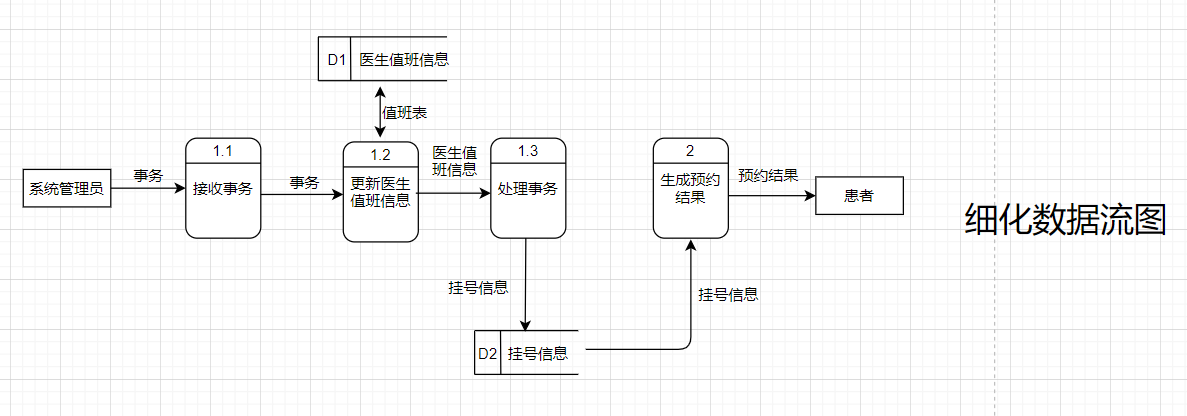 D1
医生值班信息
值班表
1.1
接收事务
1.2
更新医生
值班信息
1.3
处理事务
2
生成预约
结果
系统管理员
事务
事务
医生值
班信息
预约结果
患者
细化数据流图
挂号信息
挂号信息
D2
挂号信息